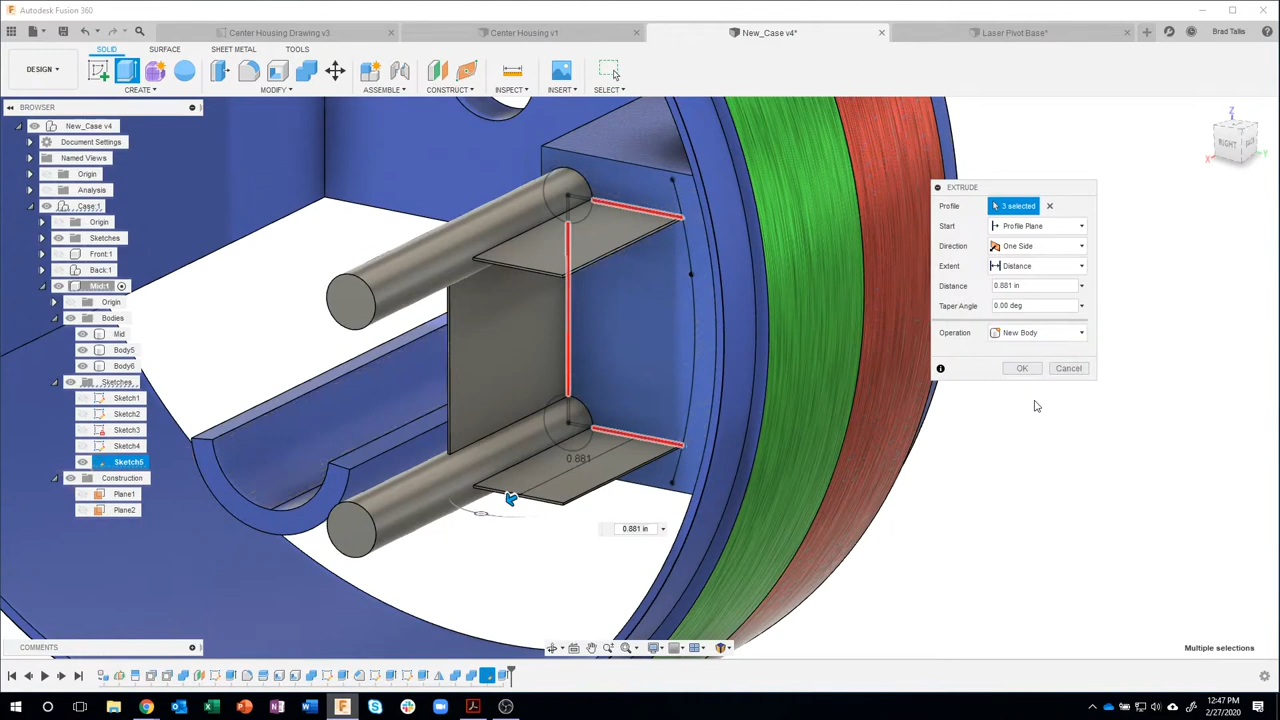 Autodesk Fusion 360
Center Housing Drawing v3
Center Housing v1
New_Case v4*
Laser Pivot Base*
Brad Tallis
DESIGN
SOLID
SURFACE
SHEET METAL
TOOLS
CREATE
MODIFY
ASSEMBLE
CONSTRUCT
INSPECT
INSERT
SELECT
BROWSER
New_Case v4
Document Settings
Named Views
Origin
Analysis
Case:1
Origin
Sketches
Front:1
Back:1
Mid:1
Origin
Bodies
Mid
Body5
Body6
Sketches
Sketch1
Sketch2
Sketch3
Sketch4
Sketch5
Construction
Plane1
Plane2
COMMENTS
0.881
0.881 in
Z
RIGHT
BACK
X
Y
EXTRUDE
Profile 3 selected
Start Profile Plane
Direction One Side
Extent Distance
Distance 0.881 in
Taper Angle 0.00 deg
Operation New Body
OK Cancel
Multiple selections
12:47 PM
2/27/2020